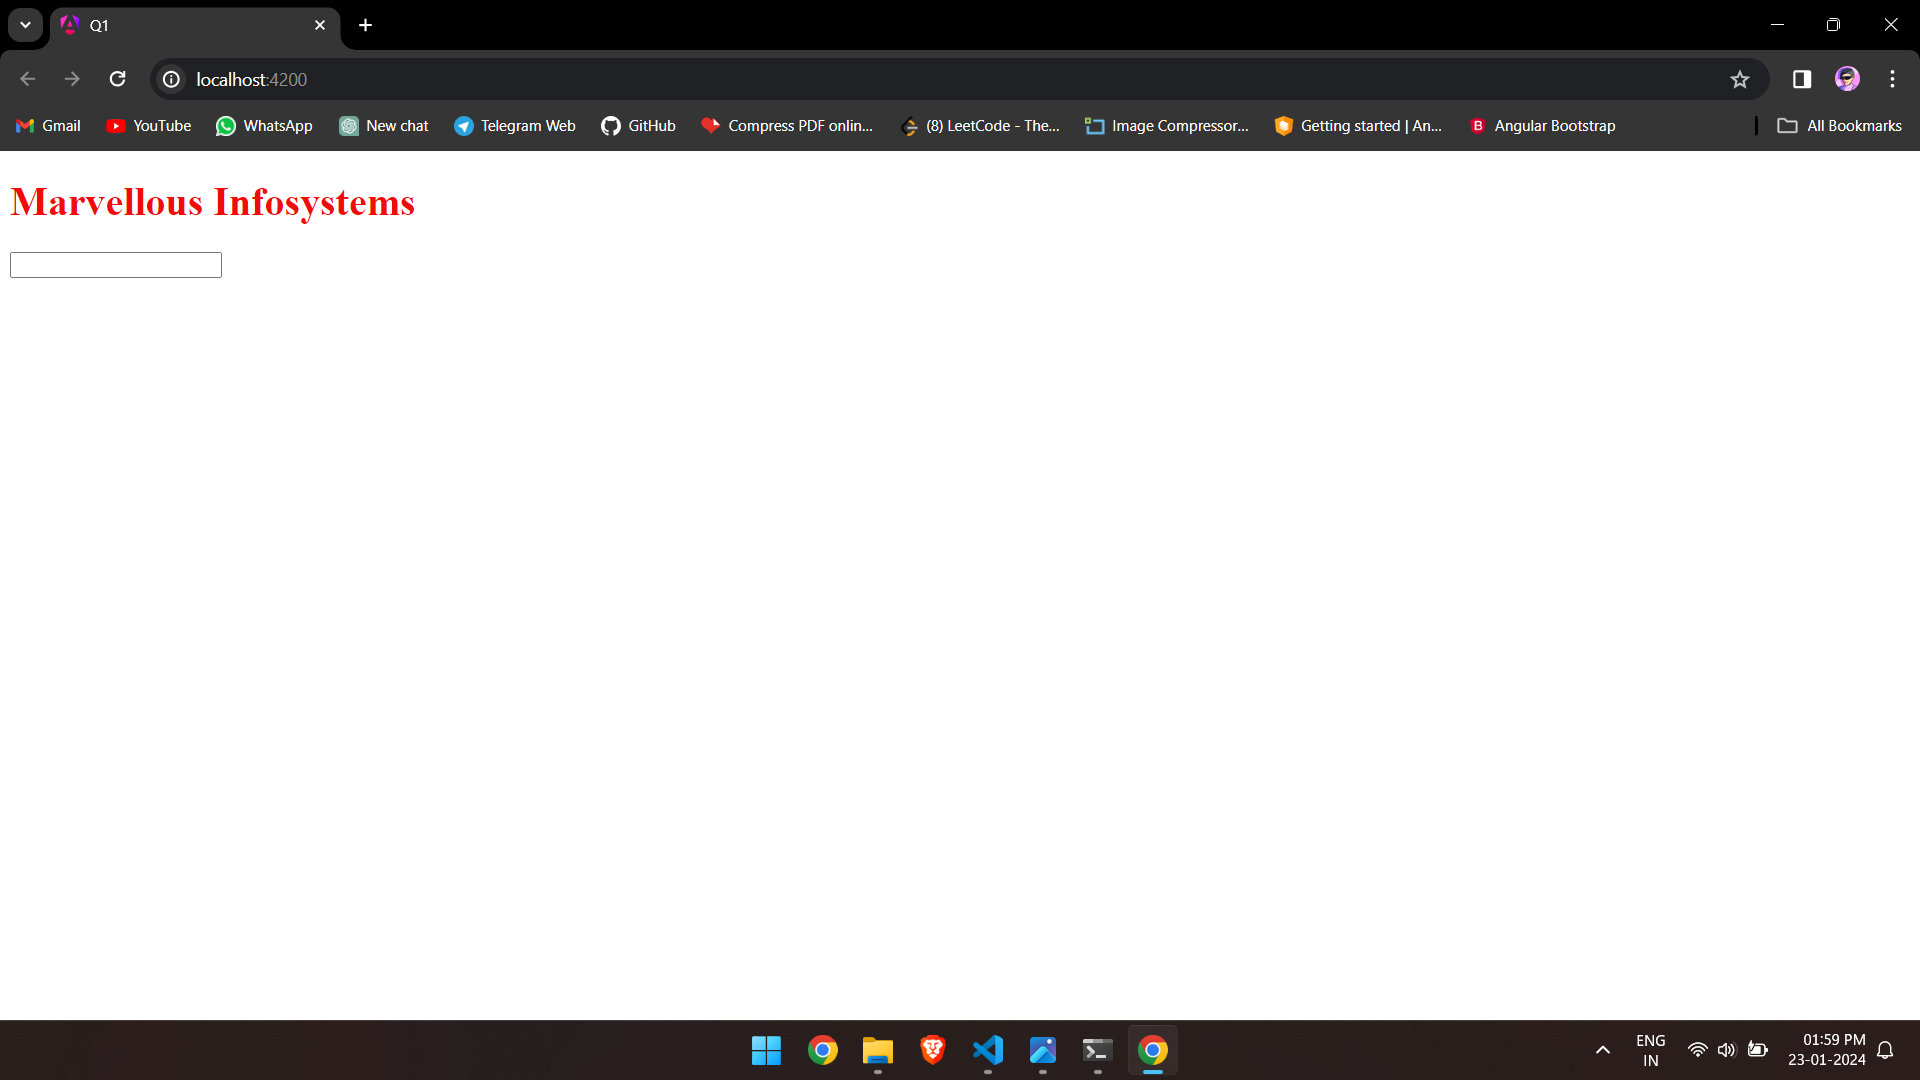 Q1
localhost:4200
Gmail
YouTube
WhatsApp
New chat
Telegram Web
GitHub
Compress PDF onlin...
(8) LeetCode - The...
Image Compressor...
Getting started | An...
Angular Bootstrap
All Bookmarks
Marvellous Infosystems
ENG
IN
01:59 PM
23-01-2024